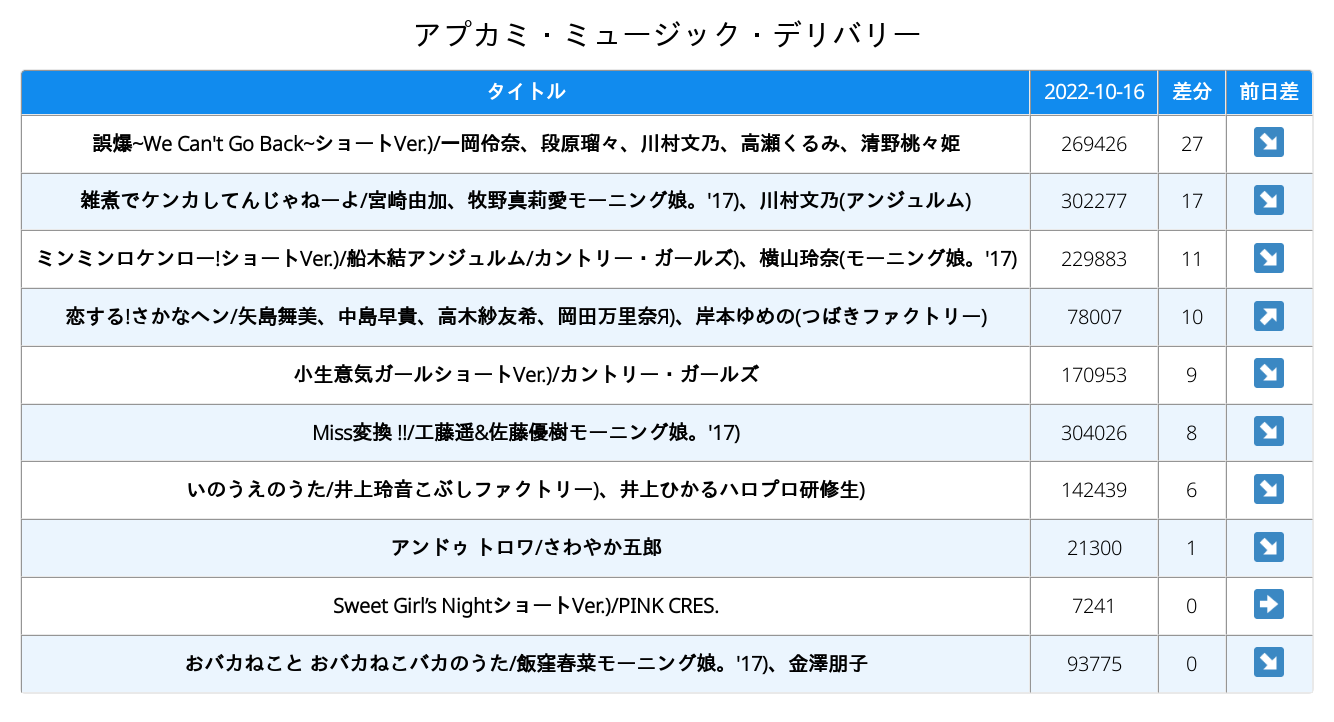 アプカミ・ミュージック・デリバリー
タイトル 2022-10-16 差分 前日差
誤爆~We Can't Go Back~ショートVer.)/一岡伶奈、段原瑠々、川村文乃、高瀬くるみ、清野桃々姫 269426 27 ↘
雑煮でケンカしてんじゃねーよ/宮崎由加、牧野真莉愛モーニング娘。'17)、川村文乃(アンジュルム) 302277 17 ↘
ミンミンロケンロー!ショートVer.)/船木結アンジュルム/カントリー・ガールズ)、横山玲奈(モーニング娘。'17) 229883 11 ↘
恋する!さかなヘン/矢島舞美、中島早貴、高木紗友希、岡田万里奈Я)、岸本ゆめの(つばきファクトリー) 78007 10 ↗
小生意気ガールショートVer.)/カントリー・ガールズ 170953 9 ↘
Miss変換 !!/工藤遥&佐藤優樹モーニング娘。'17) 304026 8 ↘
いのうえのうた/井上玲音こぶしファクトリー)、井上ひかるハロプロ研修生) 142439 6 ↘
アンドゥ トロワ/さわやか五郎 21300 1 ↘
Sweet Girl’s NightショートVer.)/PINK CRES. 7241 0 ➡
おバカねこと おバカねこバカのうた/飯窪春菜モーニング娘。'17)、金澤朋子 93775 0 ↘